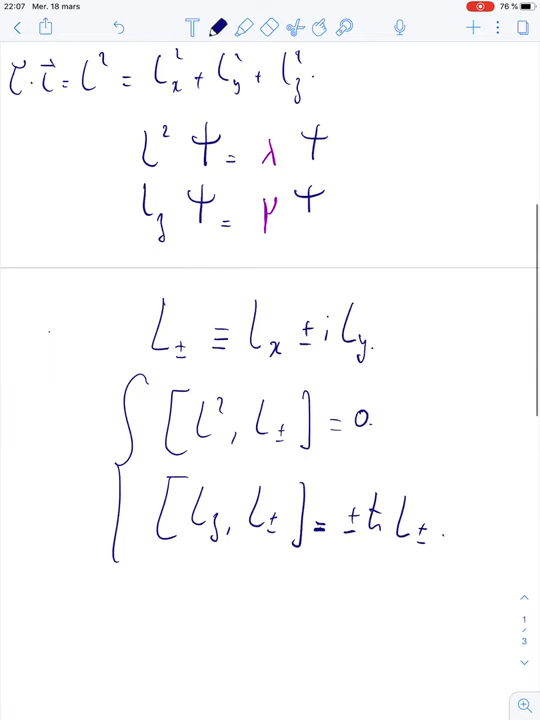 22:07 Mer. 18 mars 76 %
L⃗·L⃗ = L² = Lx² + Ly² + Lz².
L² Ψ = λ Ψ
Lz Ψ = μ Ψ
L± ≡ Lx ± i Ly.
[L², L±] = 0.
[Lz, L±] = ±ħ L±.
1
/
3